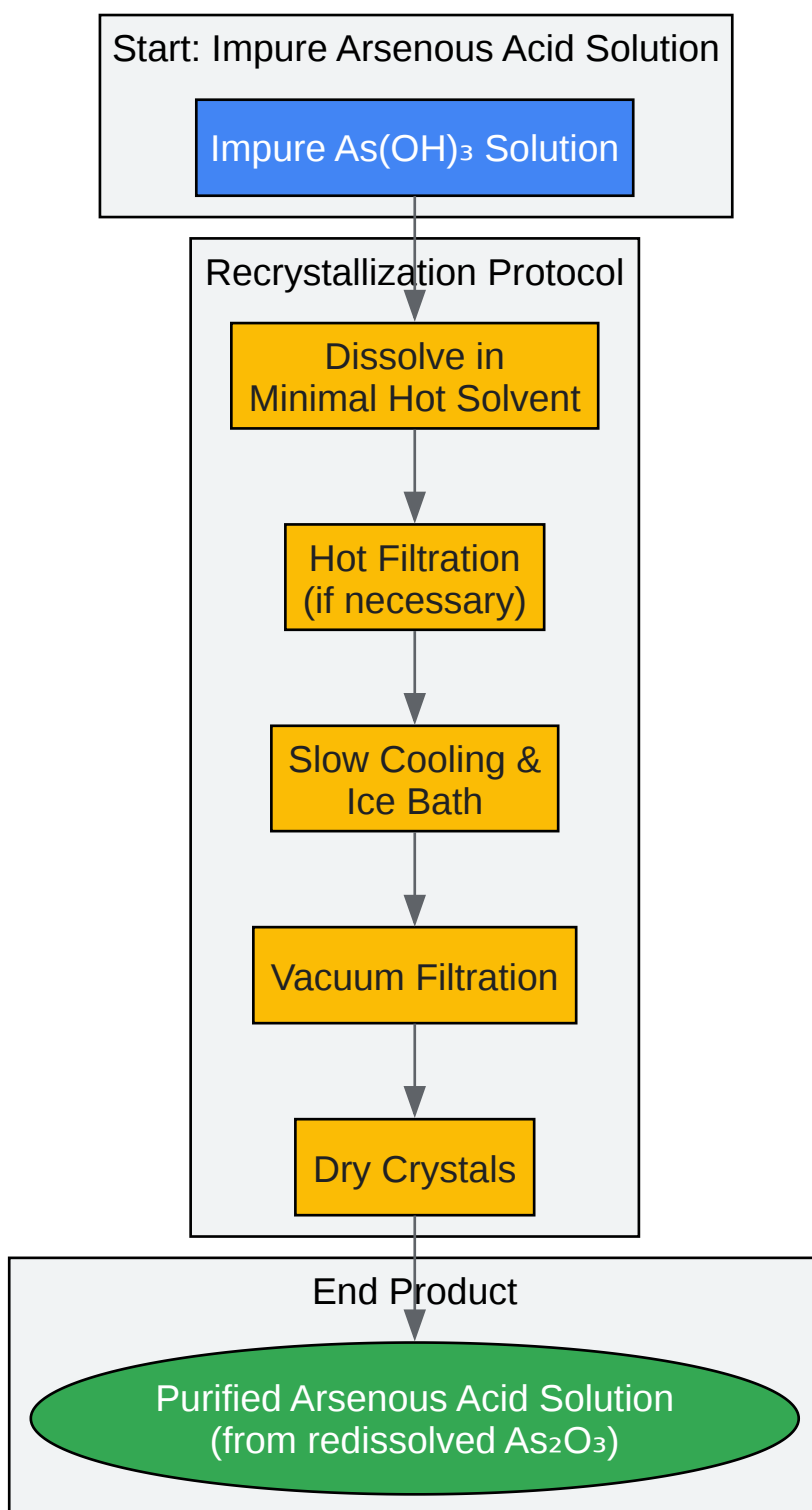 Start: Impure Arsenous Acid Solution
Impure As(OH)₃ Solution
Recrystallization Protocol
Dissolve in
Minimal Hot Solvent
Hot Filtration
(if necessary)
Slow Cooling &
Ice Bath
Vacuum Filtration
Dry Crystals
End Product
Purified Arsenous Acid Solution
(from redissolved As₂O₃)